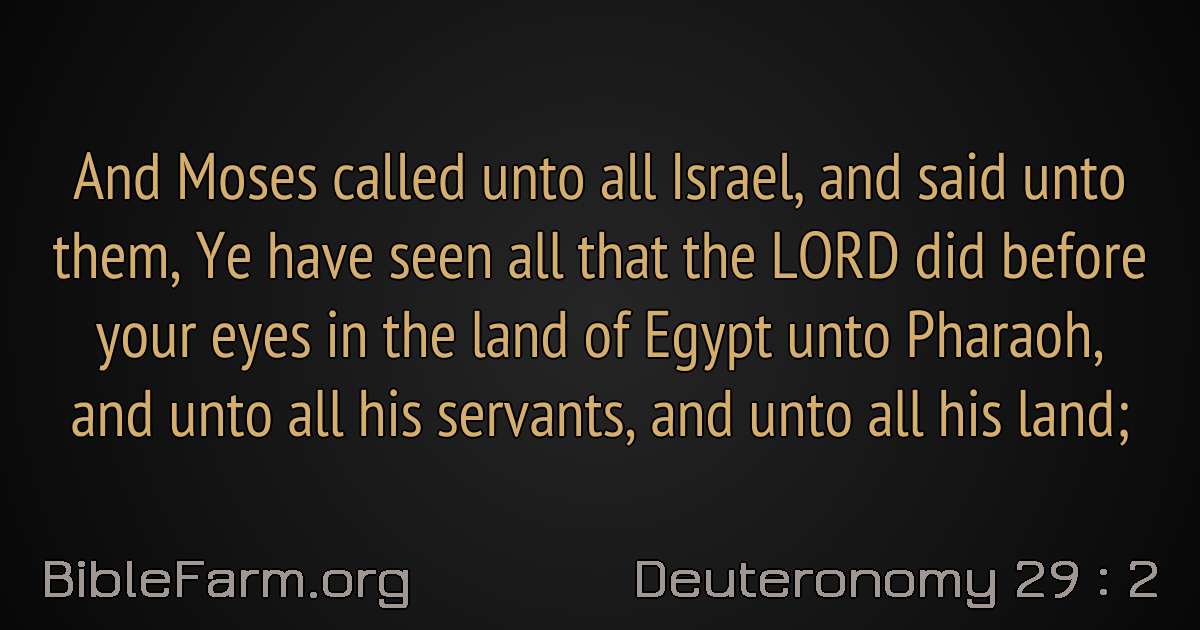 And Moses called unto all Israel, and said unto
them, Ye have seen all that the LORD did before
your eyes in the land of Egypt unto Pharaoh,
and unto all his servants, and unto all his land;
BibleFarm.org
Deuteronomy 29 : 2